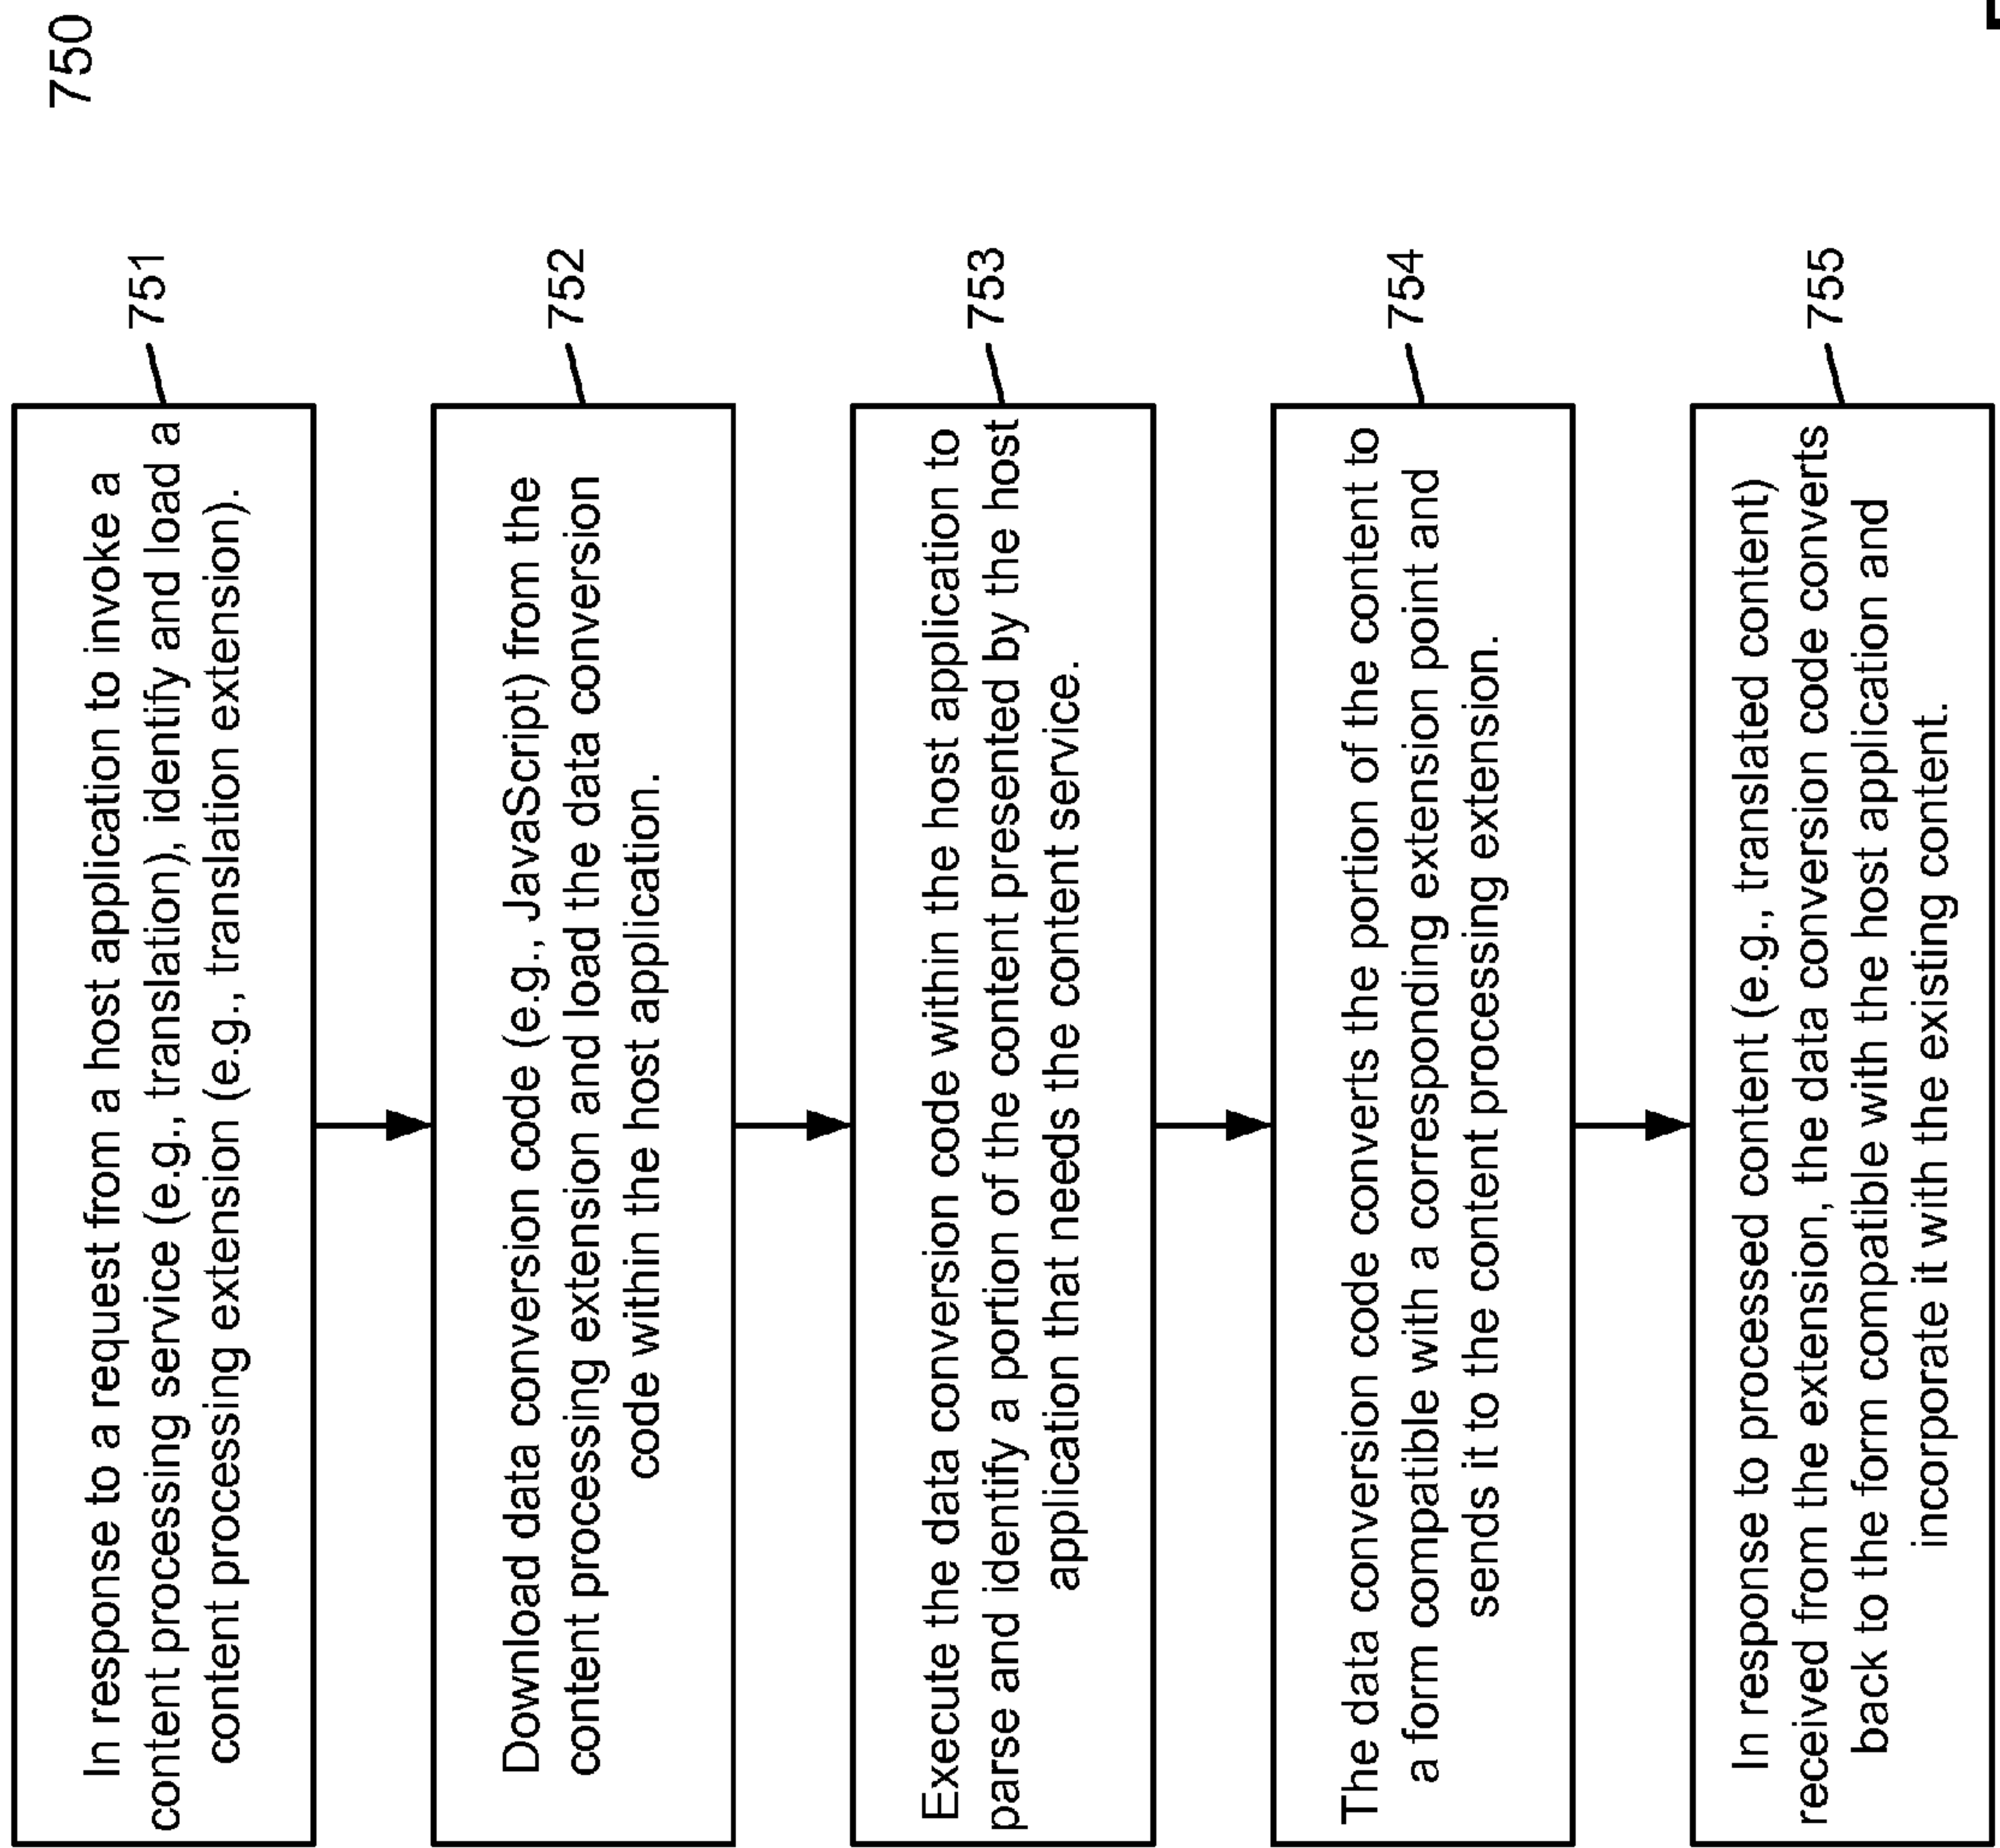 750
751
In response to a request from a host application to invoke a
content processing service (e.g., translation), identify and load a
content processing extension (e.g., translation extension).
752
Download data conversion code (e.g., JavaScript) from the
content processing extension and load the data conversion
code within the host application.
753
Execute the data conversion code within the host application to
parse and identify a portion of the content presented by the host
application that needs the content service.
754
The data conversion code converts the portion of the content to
a form compatible with a corresponding extension point and
sends it to the content processing extension.
755
In response to processed content (e.g., translated content)
received from the extension, the data conversion code converts
back to the form compatible with the host application and
incorporate it with the existing content.